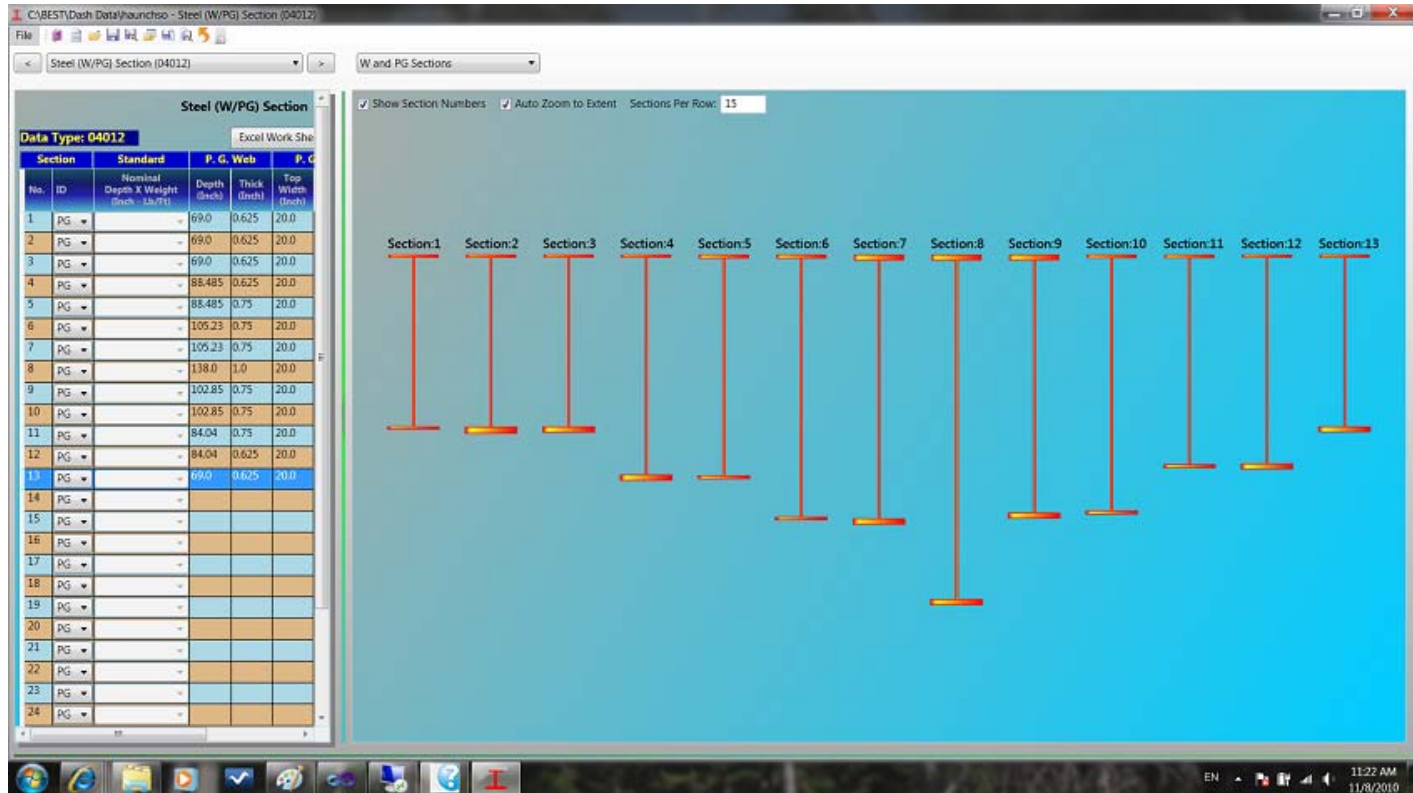 C:\BEST\Dash Data\haunchso - Steel (W/PG) Section (04012)
File
< Steel (W/PG) Section (04012) > W and PG Sections
Steel (W/PG) Section
Show Section Numbers Auto Zoom to Extent Sections Per Row: 15
Data Type: 04012 Excel Work She
Section Standard P. G. Web P. G
No. ID Nominal Depth X Weight (Inch - Lb/Ft) Depth (Inch) Thick (Inch) Top Width (Inch)
1 PG 69.0 0.625 20.0
2 PG 69.0 0.625 20.0
3 PG 69.0 0.625 20.0
4 PG 88.485 0.625 20.0
5 PG 88.485 0.75 20.0
6 PG 105.23 0.75 20.0
7 PG 105.23 0.75 20.0
8 PG 138.0 1.0 20.0
9 PG 102.85 0.75 20.0
10 PG 102.85 0.75 20.0
11 PG 84.04 0.75 20.0
12 PG 84.04 0.625 20.0
13 PG 69.0 0.625 20.0
14 PG
15 PG
16 PG
17 PG
18 PG
19 PG
20 PG
21 PG
22 PG
23 PG
24 PG
Section:1 Section:2 Section:3 Section:4 Section:5 Section:6 Section:7 Section:8 Section:9 Section:10 Section:11 Section:12 Section:13
EN 11:22 AM
11/8/2010